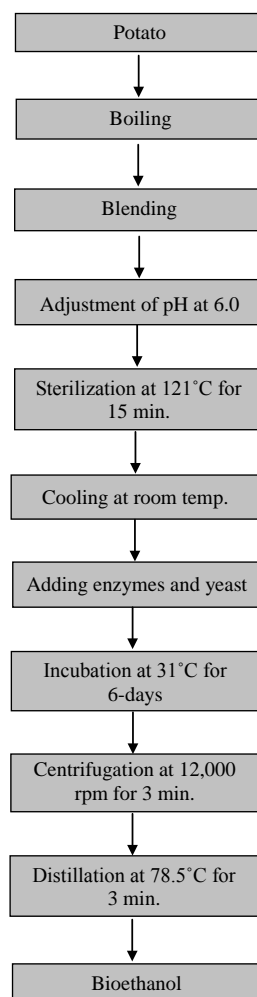 Potato
Boiling
Blending
Adjustment of pH at 6.0
Sterilization at 121˚C for
15 min.
Cooling at room temp.
Adding enzymes and yeast
Incubation at 31˚C for
6-days
Centrifugation at 12,000
rpm for 3 min.
Distillation at 78.5˚C for
3 min.
Bioethanol